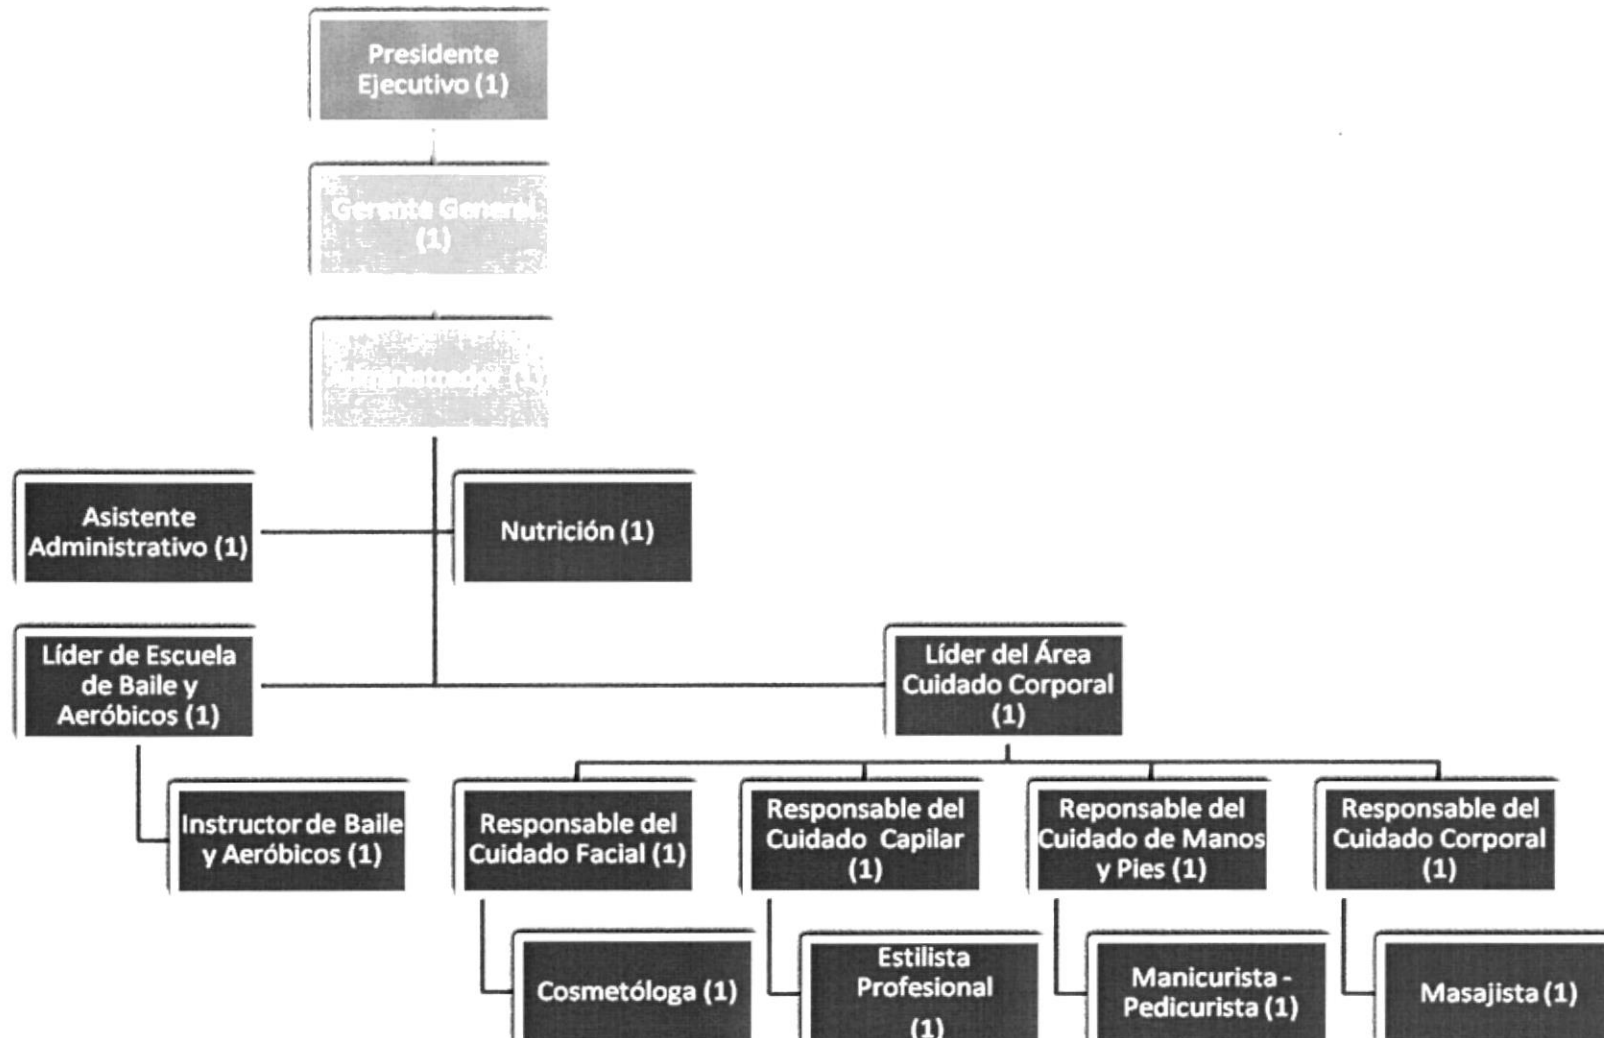 Presidente
Ejecutivo (1)
Gerente General
(1)
Administrador (1)
Asistente
Administrativo (1)
Nutrición (1)
Líder de Escuela
de Baile y
Aeróbicos (1)
Líder del Área
Cuidado Corporal
(1)
Instructor de Baile
y Aeróbicos (1)
Responsable del
Cuidado Facial (1)
Responsable del
Cuidado Capilar
(1)
Reponsable del
Cuidado de Manos
y Pies (1)
Responsable del
Cuidado Corporal
(1)
Cosmetóloga (1)
Estilista
Profesional
(1)
Manicurista -
Pedicurista (1)
Masajista (1)